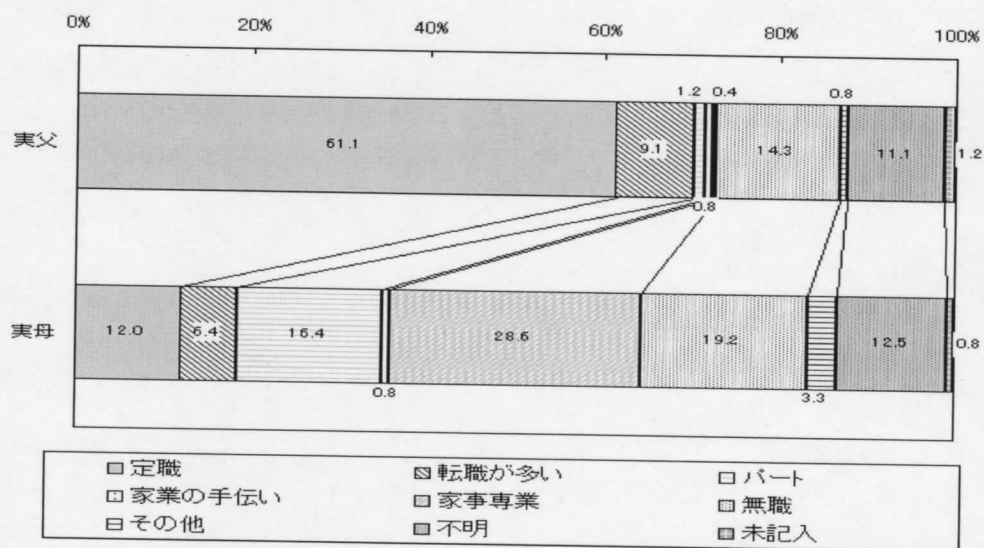 0% 20% 40% 60% 80% 100%
1.2 0.4 0.8
実父 61.1 9.1 14.3 11.1 1.2
0.8
実母 12.0 6.4 16.4 28.6 19.2 12.5 0.8
0.8 3.3
定職 転職が多い パート
家業の手伝い 家事専業 無職
その他 不明 未記入